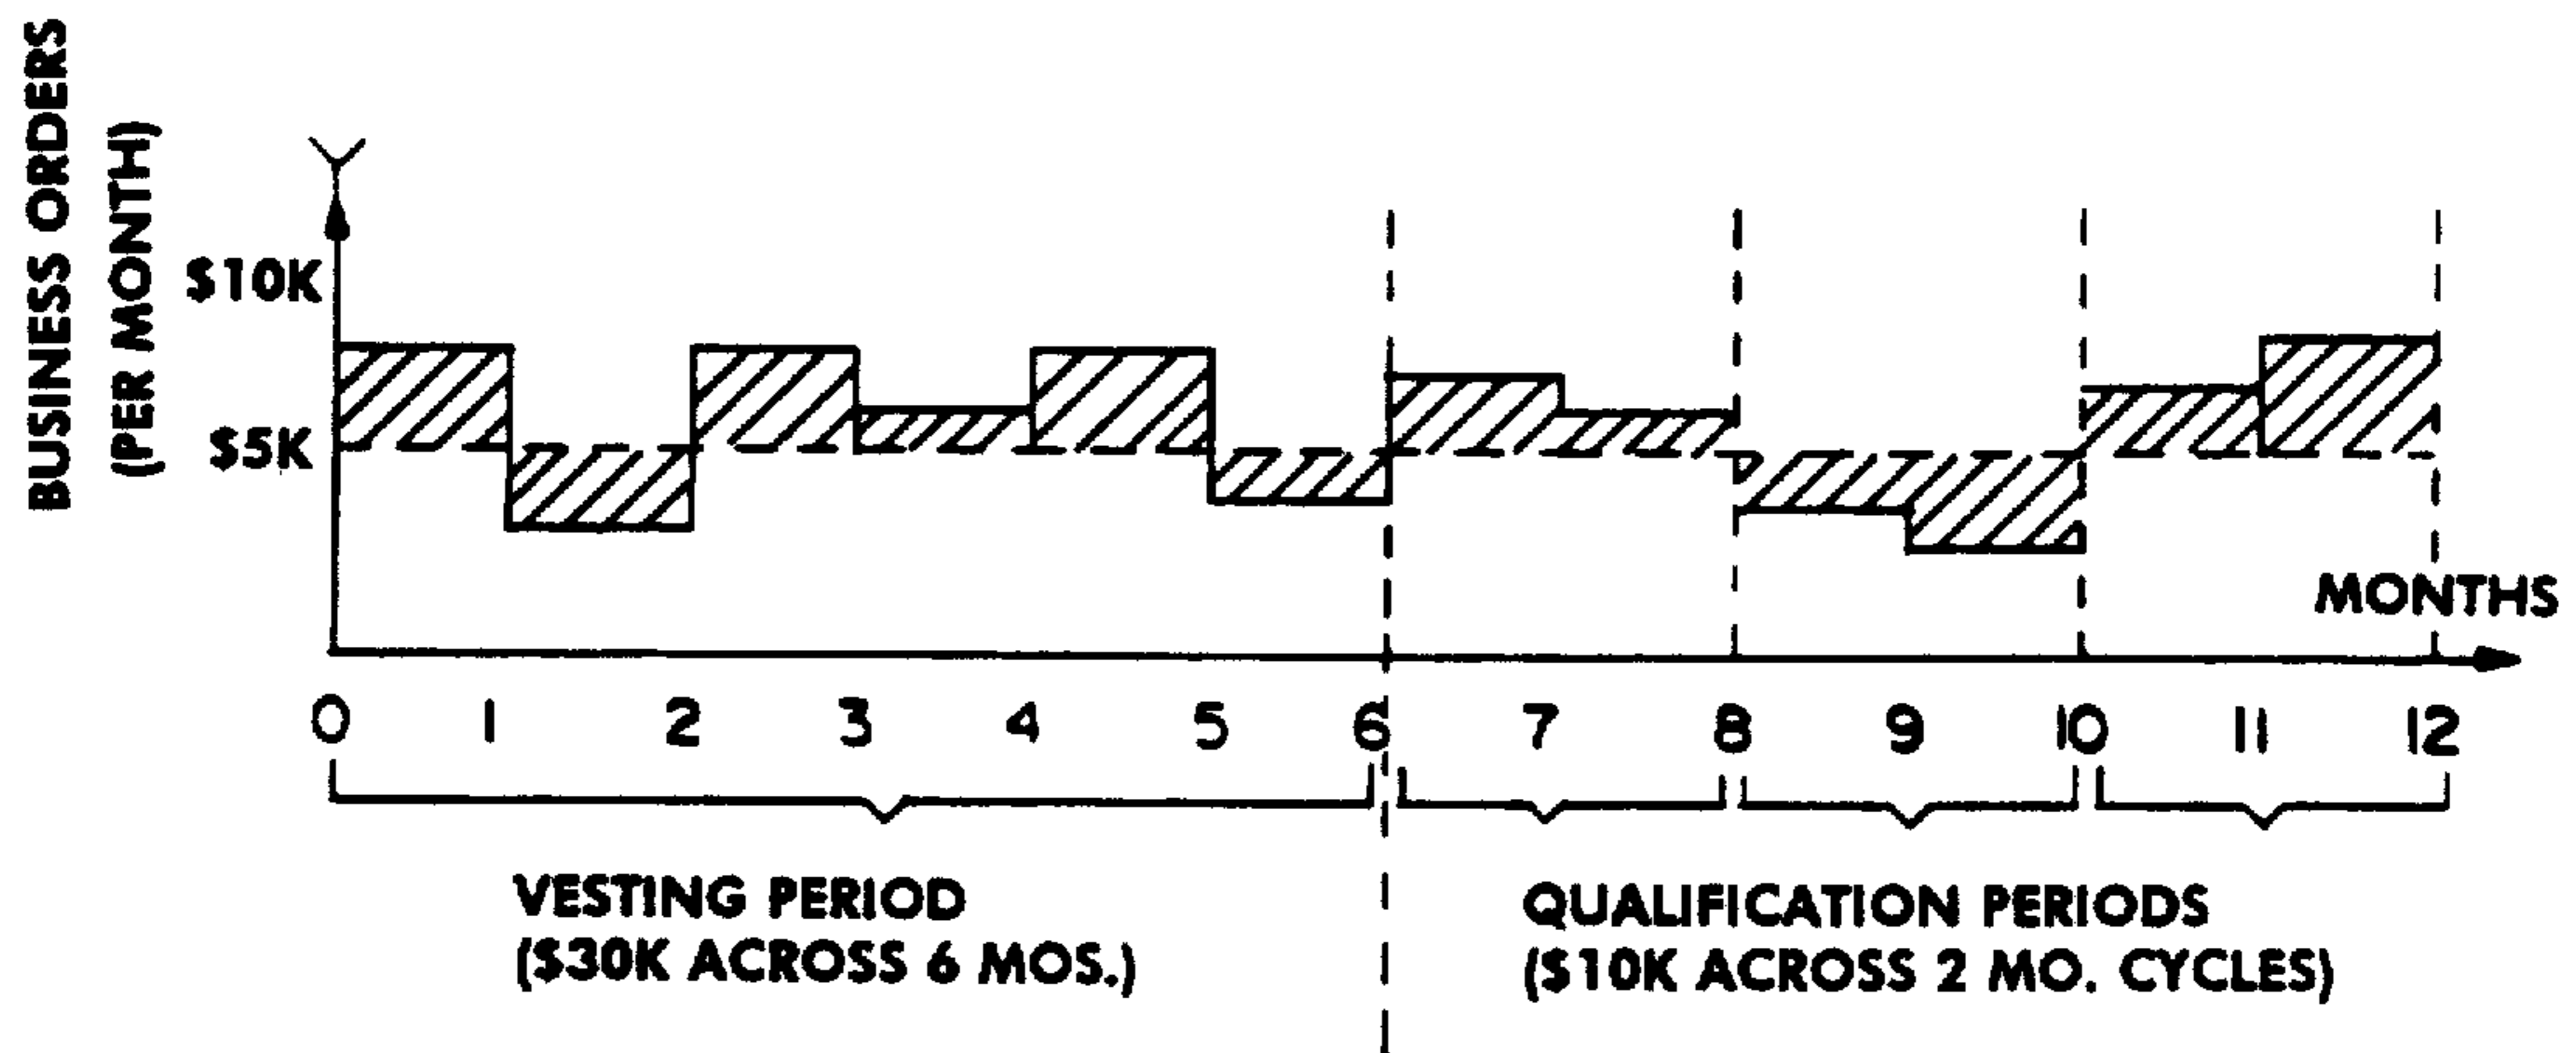 BUSINESS ORDERS
(PER MONTH)
$10K
$5K
MONTHS
0 1 2 3 4 5 6 7 8 9 10 11 12
VESTING PERIOD
($30K ACROSS 6 MOS.)
QUALIFICATION PERIODS
($10K ACROSS 2 MO. CYCLES)